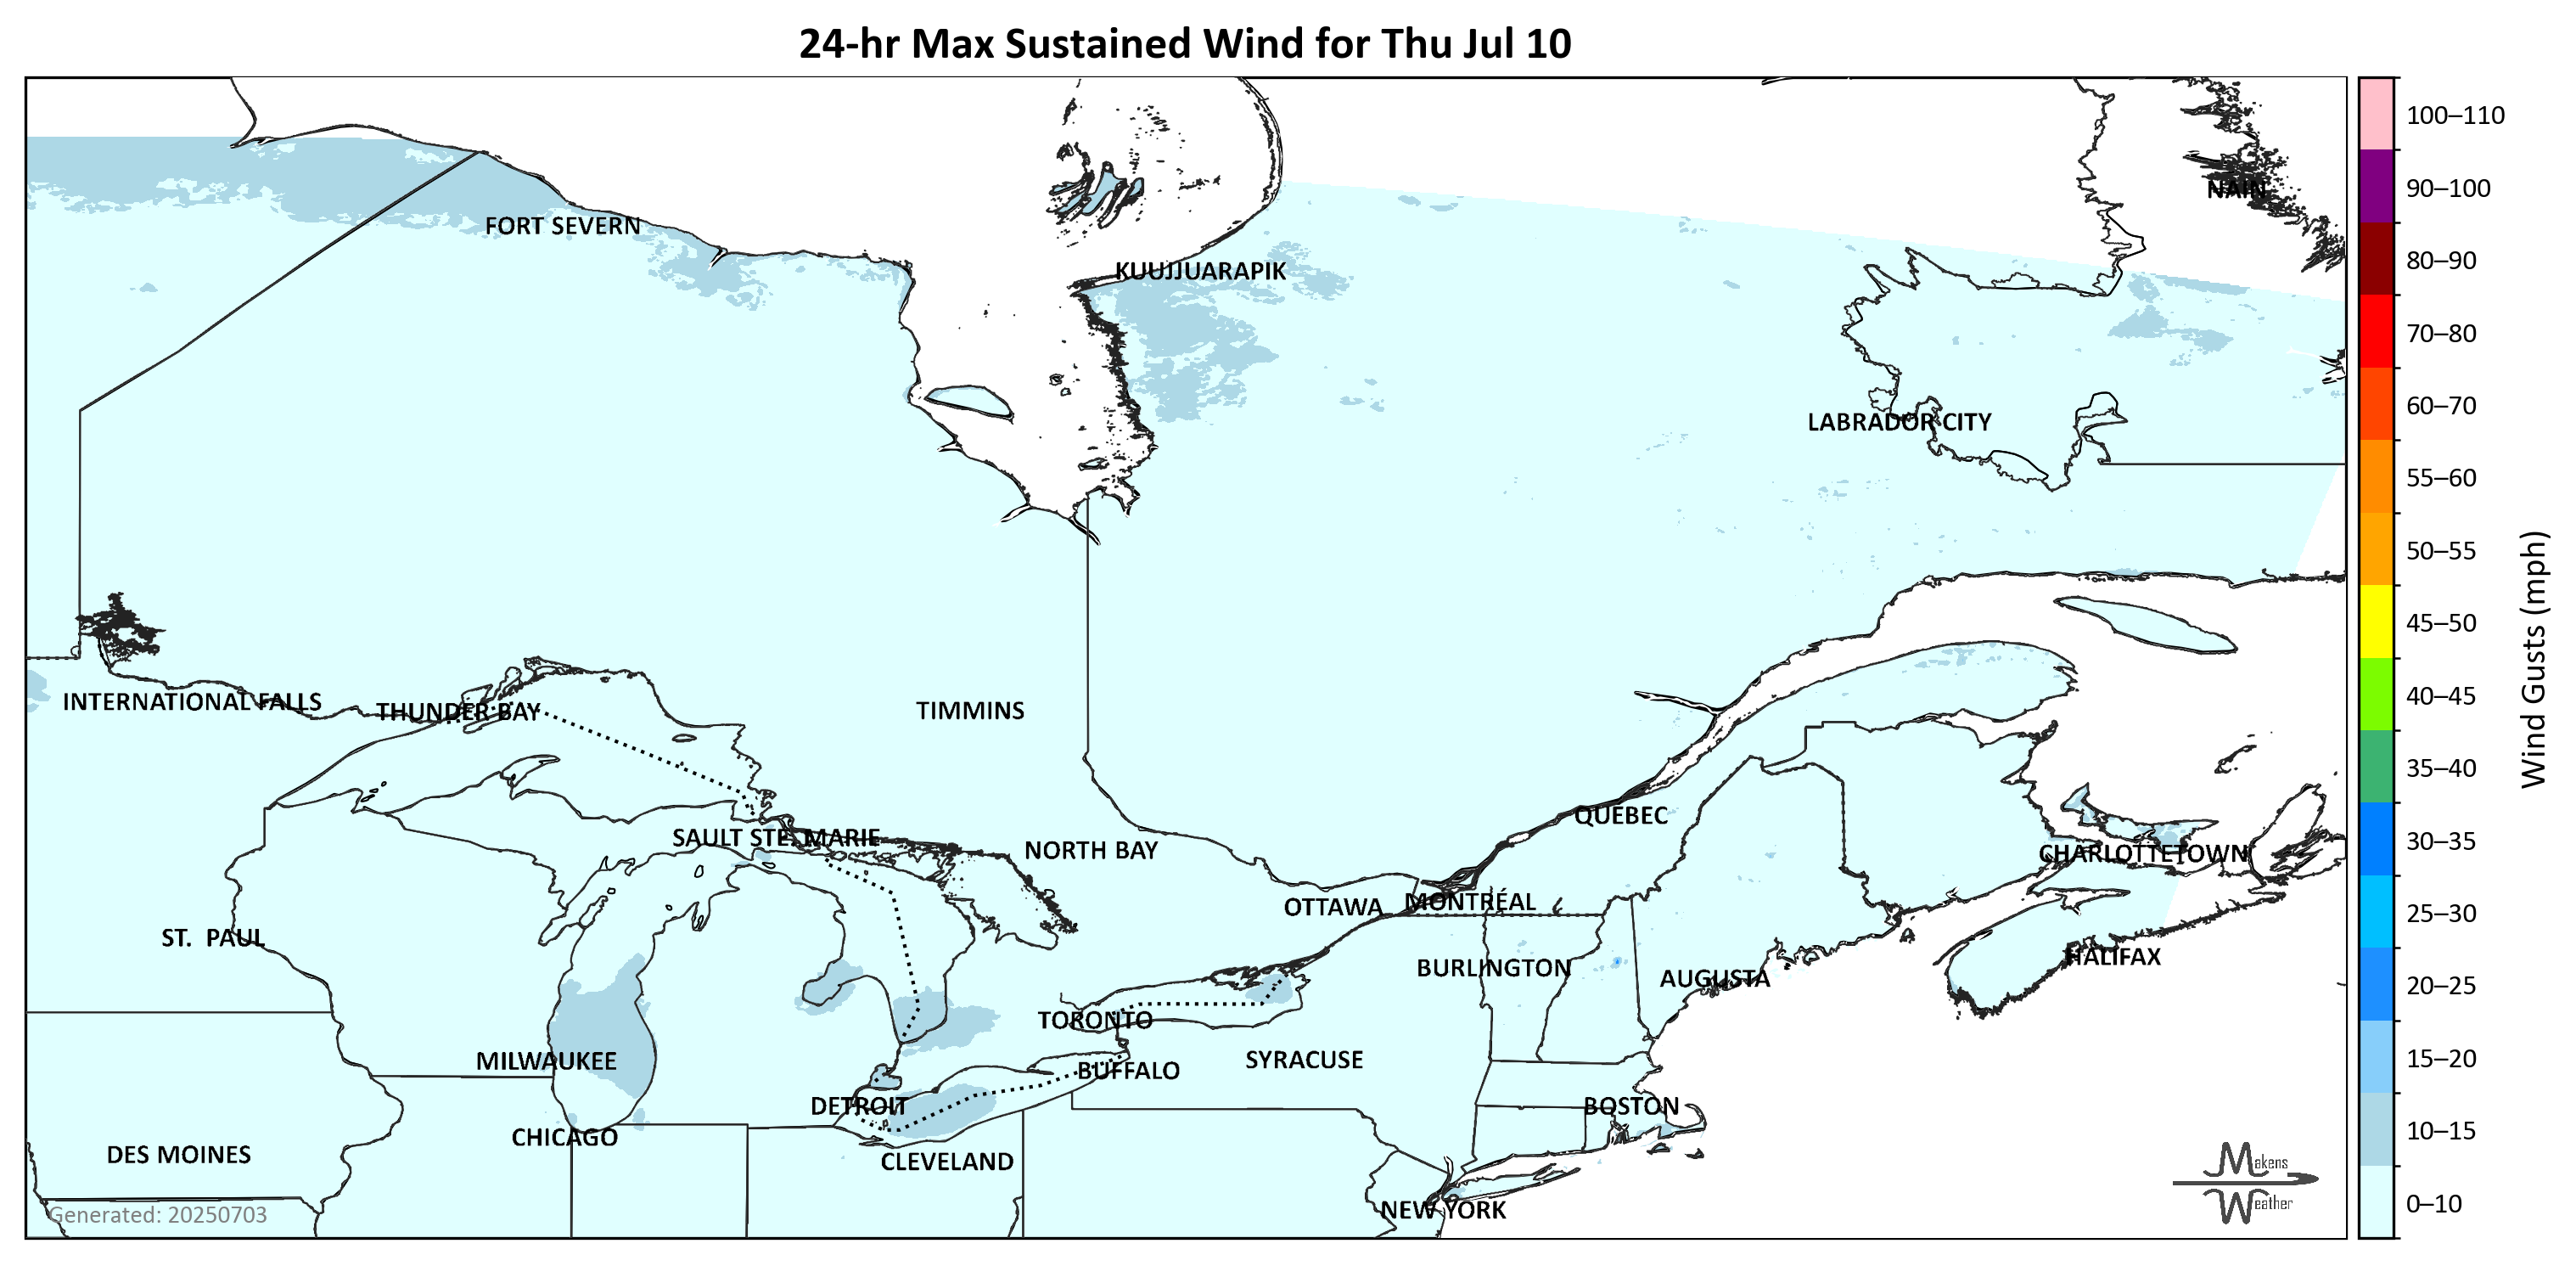 24-hr Max Sustained Wind for Thu Jul 10
NAIN
FORT SEVERN
KUUJJUARAPIK
LABRADOR CITY
INTERNATIONAL FALLS
THUNDER BAY
TIMMINS
QUEBEC
SAULT STE. MARIE
NORTH BAY
CHARLOTTETOWN
OTTAWA
MONTRÉAL
ST. PAUL
HALIFAX
BURLINGTON
AUGUSTA
TORONTO
MILWAUKEE
SYRACUSE
BUFFALO
DETROIT
BOSTON
CHICAGO
DES MOINES
CLEVELAND
NEW YORK
Generated: 20250703
Makens
Weather
100–110
90–100
80–90
70–80
60–70
55–60
50–55
45–50
40–45
35–40
30–35
25–30
20–25
15–20
10–15
0–10
Wind Gusts (mph)